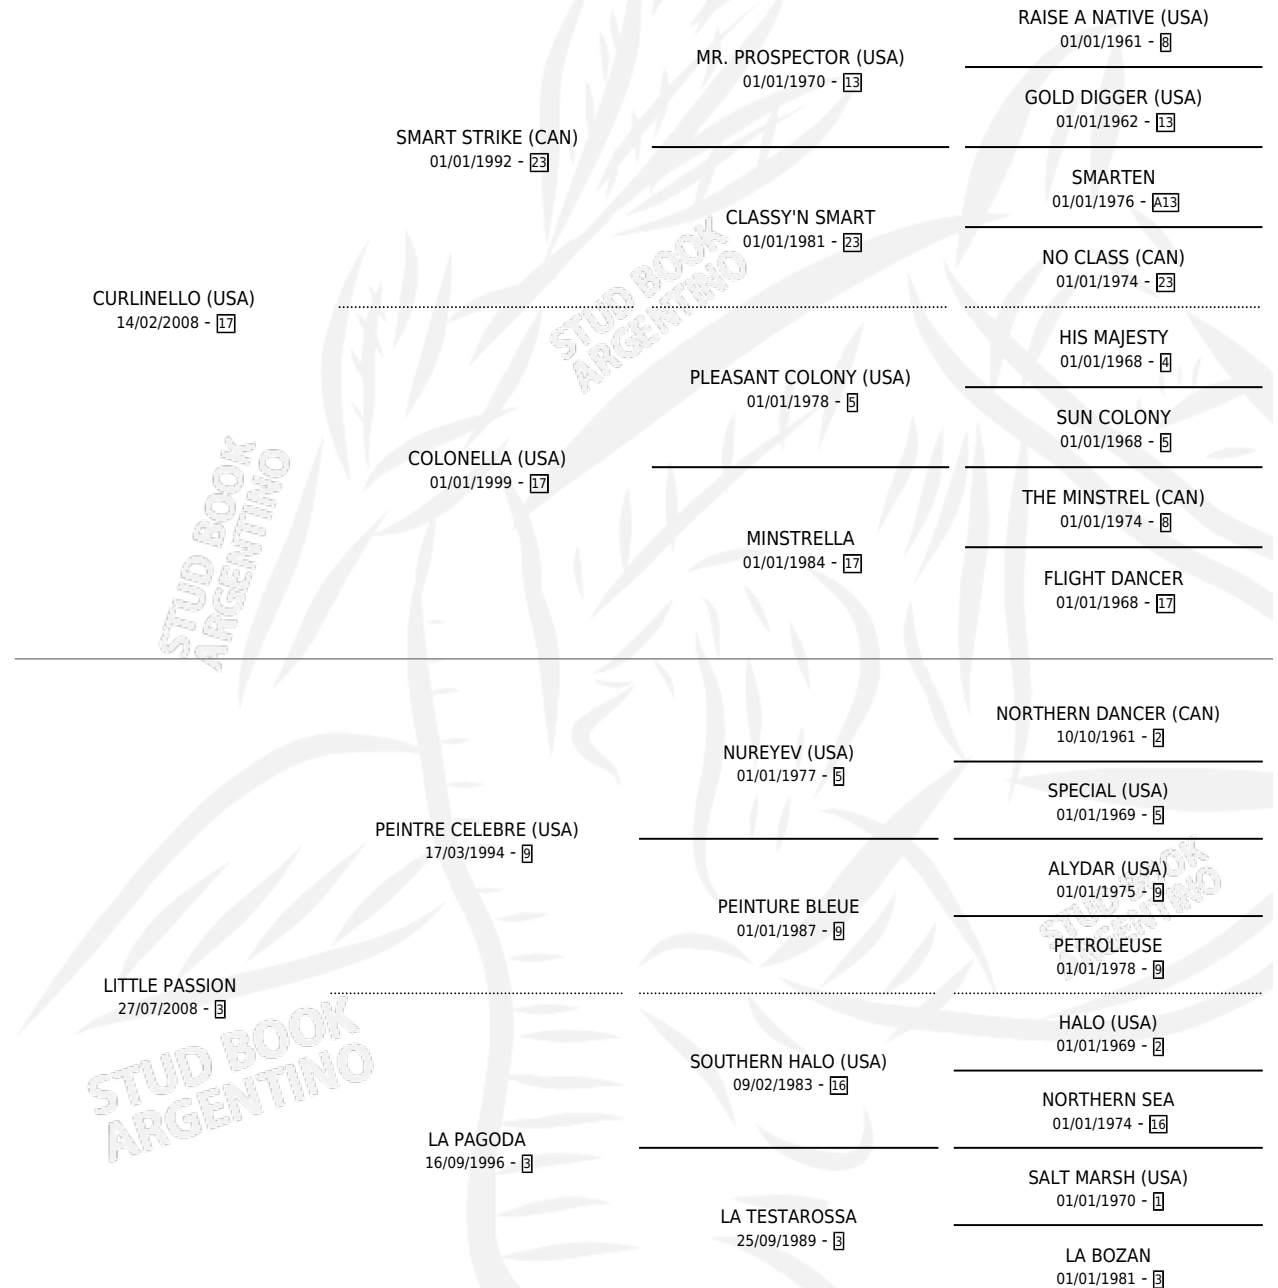 RAISE A NATIVE (USA)
01/01/1961 - 8
MR. PROSPECTOR (USA)
01/01/1970 - 13
GOLD DIGGER (USA)
01/01/1962 - 13
SMART STRIKE (CAN)
01/01/1992 - 23
SMARTEN
01/01/1976 - A13
CLASSY'N SMART
01/01/1981 - 23
NO CLASS (CAN)
01/01/1974 - 23
CURLINELLO (USA)
14/02/2008 - 17
STUD BOOK
ARGENTINO
HIS MAJESTY
01/01/1968 - 4
PLEASANT COLONY (USA)
01/01/1978 - 5
SUN COLONY
01/01/1968 - 5
COLONELLA (USA)
01/01/1999 - 17
THE MINSTREL (CAN)
01/01/1974 - 8
MINSTRELLA
01/01/1984 - 17
FLIGHT DANCER
01/01/1968 - 17
STUD BOOK
ARGENTINO
NORTHERN DANCER (CAN)
10/10/1961 - 2
NUREYEV (USA)
01/01/1977 - 5
SPECIAL (USA)
01/01/1969 - 5
PEINTRE CELEBRE (USA)
17/03/1994 - 9
ALYDAR (USA)
01/01/1975 - 9
PEINTURE BLEUE
01/01/1987 - 9
PETROLEUSE
01/01/1978 - 9
STUD BOOK
ARGENTINO
LITTLE PASSION
27/07/2008 - 3
HALO (USA)
01/01/1969 - 2
SOUTHERN HALO (USA)
09/02/1983 - 16
NORTHERN SEA
01/01/1974 - 16
STUD BOOK
ARGENTINO
LA PAGODA
16/09/1996 - 3
SALT MARSH (USA)
01/01/1970 - 1
LA TESTAROSSA
25/09/1989 - 3
LA BOZAN
01/01/1981 - 3